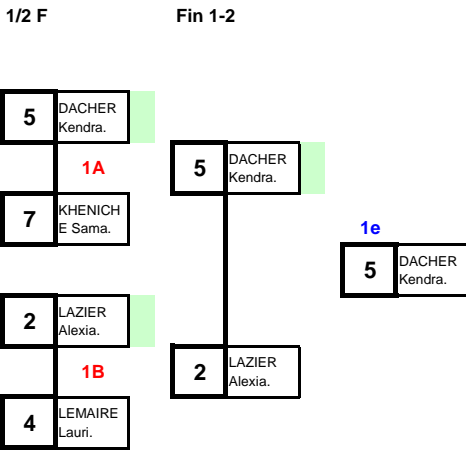 1/2 F
Fin 1-2
5
DACHER
Kendra.
1A
7
KHENICH
E Sama.
2
LAZIER
Alexia.
1B
4
LEMAIRE
Lauri.
5
DACHER
Kendra.
2
LAZIER
Alexia.
1e
5
DACHER
Kendra.